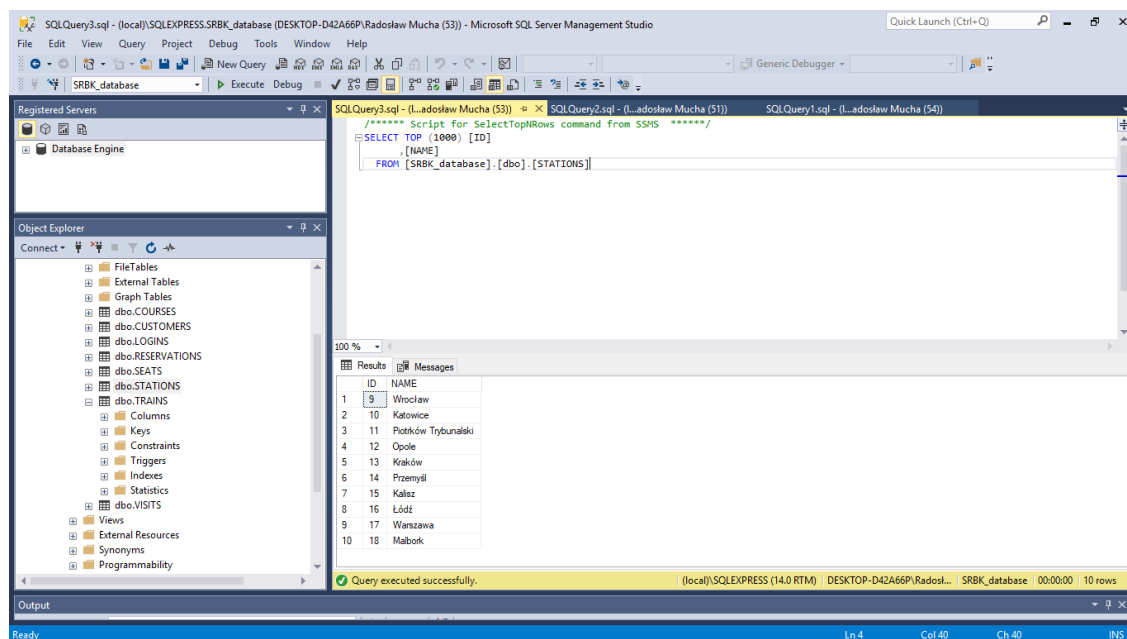 SQLQuery3.sql - (local)\SQLEXPRESS.SRBK_database (DESKTOP-D42A66P\Radosław Mucha (53)) - Microsoft SQL Server Management Studio
Quick Launch (Ctrl+Q)
File Edit View Query Project Debug Tools Window Help
New Query
Generic Debugger
SRBK_database
Execute Debug
Registered Servers
SQLQuery3.sql - (l...adosław Mucha (53))
SQLQuery2.sql - (l...adosław Mucha (51))
SQLQuery1.sql - (l...adosław Mucha (54))
Database Engine
/****** Script for SelectTopNRows command from SSMS ******/
SELECT TOP (1000) [ID]
,[NAME]
FROM [SRBK_database].[dbo].[STATIONS]
Object Explorer
Connect
FileTables
External Tables
Graph Tables
dbo.COURSES
dbo.CUSTOMERS
dbo.LOGINS
dbo.RESERVATIONS
dbo.SEATS
dbo.STATIONS
dbo.TRAINS
Columns
Keys
Constraints
Triggers
Indexes
Statistics
dbo.VISITS
Views
External Resources
Synonyms
Programmability
100 %
Results Messages
ID NAME
1 9 Wrocław
2 10 Katowice
3 11 Piotrków Trybunalski
4 12 Opole
5 13 Kraków
6 14 Przemyśl
7 15 Kalisz
8 16 Łódź
9 17 Warszawa
10 18 Malbork
Query executed successfully.
(local)\SQLEXPRESS (14.0 RTM) DESKTOP-D42A66P\Radosł... SRBK_database 00:00:00 10 rows
Output
Ready Ln 4 Col 40 Ch 40 INS